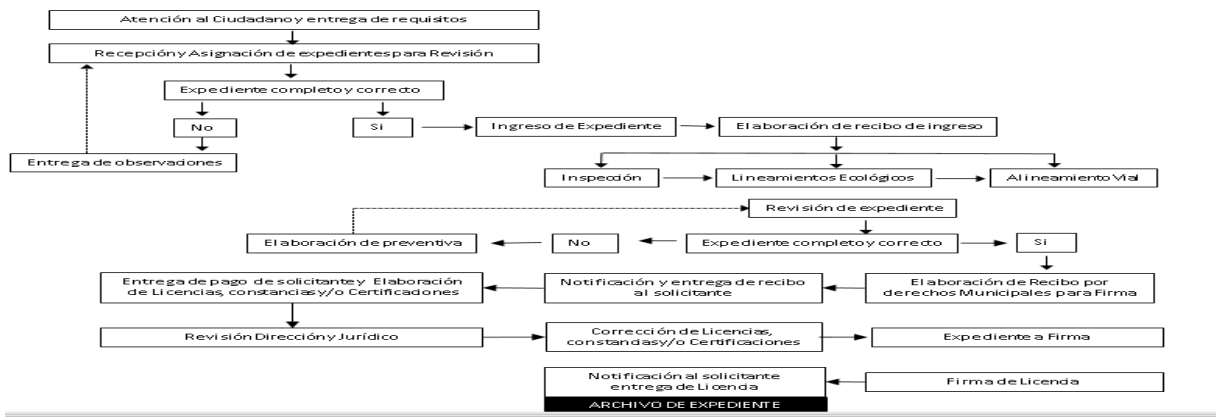 Atención al Ciudadano y entrega de requisitos
Recepción y Asignación de expedientes para Revisión
Expediente completo y correcto
No
Si
Ingreso de Expediente
Elaboración de recibo de ingreso
Entrega de observaciones
Inspección
Lineamientos Ecológicos
Alineamiento Vial
Revisión de expediente
Elaboración de preventiva
No
Expediente completo y correcto
Si
Entrega de pago de solicitante y Elaboración
de Licencias, constancias y/o Certificaciones
Notificación y entrega de recibo
al solicitante
Elaboración de Recibo por
derechos Municipales para Firma
Revisión Dirección y Jurídico
Corrección de Licencias,
constancias y/o Certificaciones
Expediente a Firma
Notificación al solicitante
entrega de Licencia
Firma de Licencia
ARCHIVO DE EXPEDIENTE